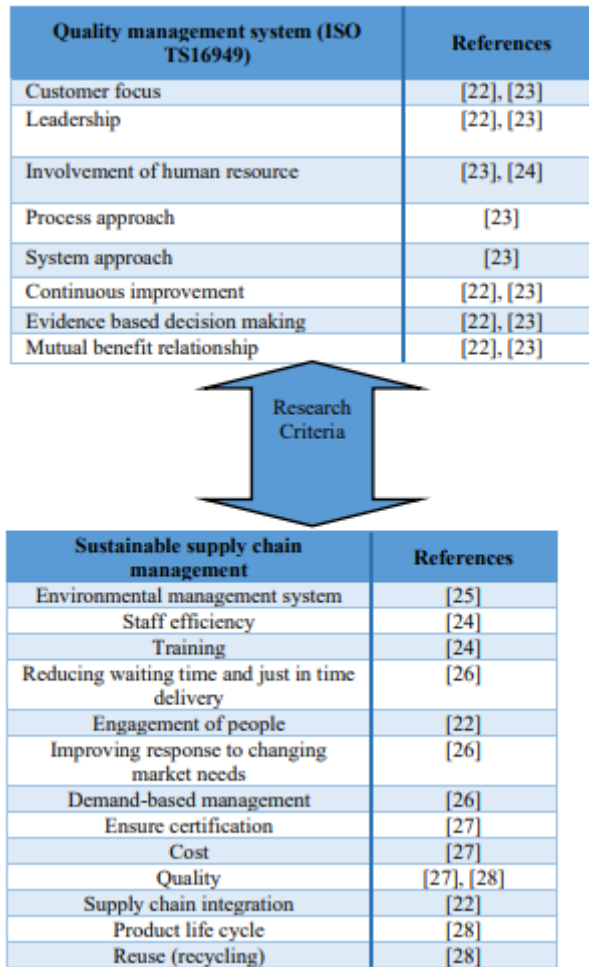 Quality management system (ISO References
TS16949)
Customer focus [22], [23]
Leadership [22], [23]
Involvement of human resource [23], [24]
Process approach [23]
System approach [23]
Continuous improvement [22], [23]
Evidence based decision making [22], [23]
Mutual benefit relationship [22], [23]
Research
Criteria
Sustainable supply chain References
management
Environmental management system [25]
Staff efficiency [24]
Training [24]
Reducing waiting time and just in time [26]
delivery
Engagement of people [22]
Improving response to changing [26]
market needs
Demand-based management [26]
Ensure certification [27]
Cost [27]
Quality [27], [28]
Supply chain integration [22]
Product life cycle [28]
Reuse (recycling) [28]